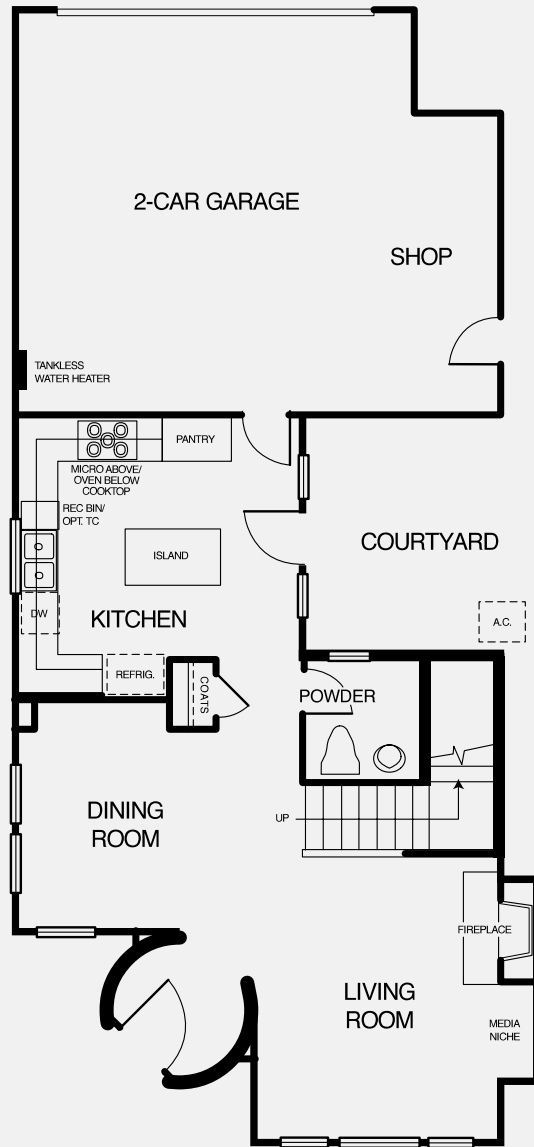 2-CAR GARAGE
SHOP
TANKLESS
WATER HEATER
PANTRY
MICRO ABOVE/
OVEN BELOW
COOKTOP
REC BIN/
OPT. TC
ISLAND
COURTYARD
DW
KITCHEN
A.C.
REFRIG.
COATS
POWDER
DINING
ROOM
UP
FIREPLACE
LIVING
ROOM
MEDIA
NICHE